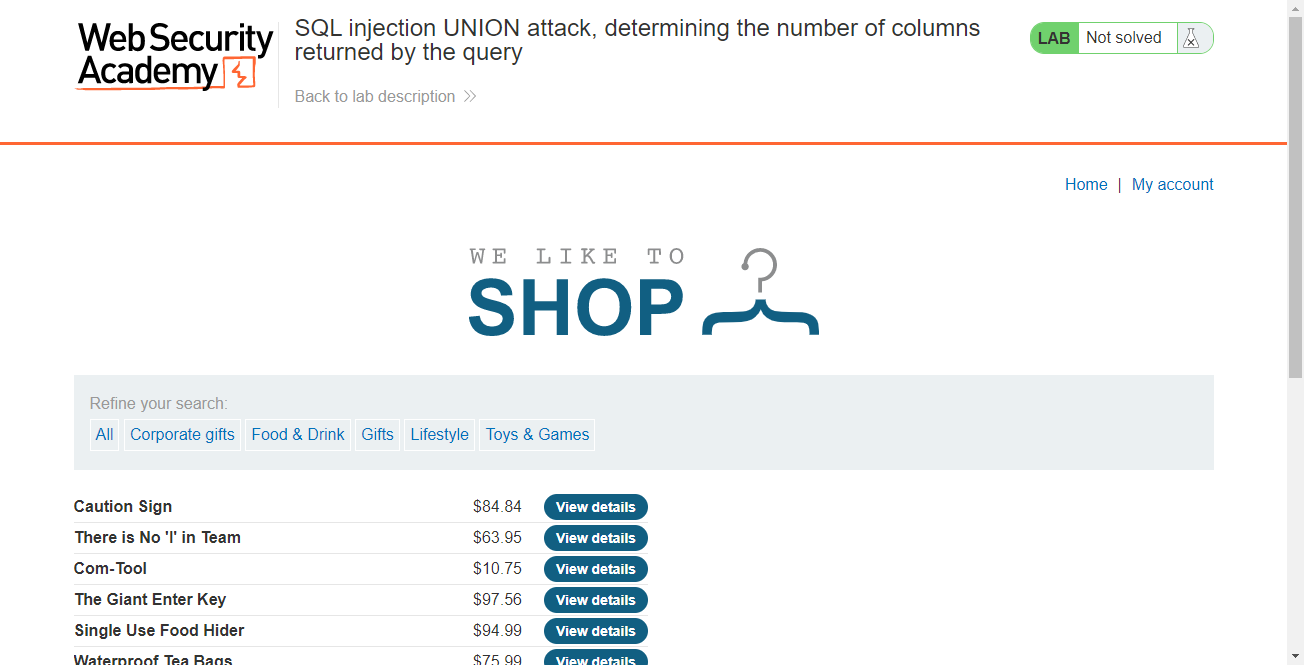 Web Security
Academy
SQL injection UNION attack, determining the number of columns
returned by the query
Back to lab description
LAB Not solved
Home | My account
WE LIKE TO
SHOP
Refine your search:
All Corporate gifts Food & Drink Gifts Lifestyle Toys & Games
Caution Sign $84.84 View details
There is No 'I' in Team $63.95 View details
Com-Tool $10.75 View details
The Giant Enter Key $97.56 View details
Single Use Food Hider $94.99 View details
Waterproof Tea Bags $75.99 View details